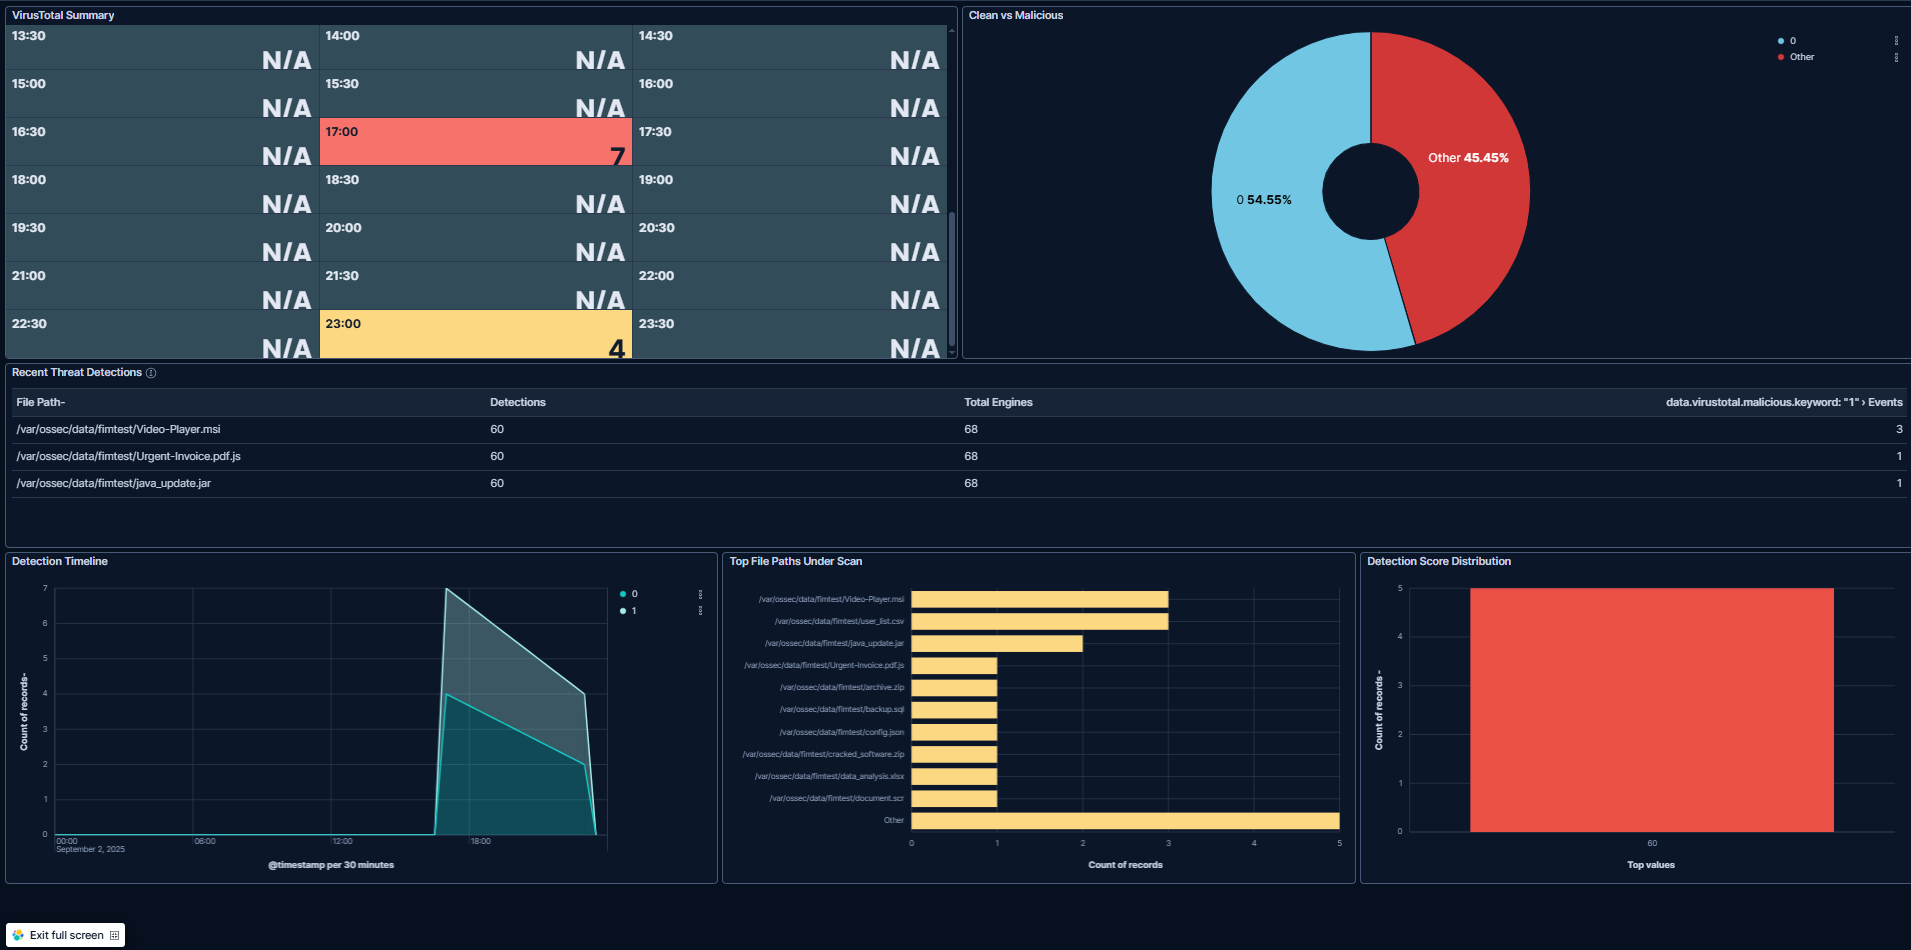 VirusTotal Summary
13:30 N/A 14:00 N/A 14:30 N/A
15:00 N/A 15:30 N/A 16:00 N/A
16:30 N/A 17:00 7 17:30 N/A
18:00 N/A 18:30 N/A 19:00 N/A
19:30 N/A 20:00 N/A 20:30 N/A
21:00 N/A 21:30 N/A 22:00 N/A
22:30 N/A 23:00 4 23:30 N/A
Clean vs Malicious
0
Other
Other 45.45%
0 54.55%
Recent Threat Detections
File Path- Detections Total Engines data.virustotal.malicious.keyword: "1" › Events
/var/ossec/data/fimtest/Video-Player.msi 60 68 3
/var/ossec/data/fimtest/Urgent-Invoice.pdf.js 60 68 1
/var/ossec/data/fimtest/java_update.jar 60 68 1
Detection Timeline
7
6
5
4
3
2
1
0
Count of records-
00:00 06:00 12:00 18:00
September 2, 2025
@timestamp per 30 minutes
0
1
Top File Paths Under Scan
/var/ossec/data/fimtest/Video-Player.msi
/var/ossec/data/fimtest/user_list.csv
/var/ossec/data/fimtest/java_update.jar
/var/ossec/data/fimtest/Urgent-Invoice.pdf.js
/var/ossec/data/fimtest/archive.zip
/var/ossec/data/fimtest/backup.sql
/var/ossec/data/fimtest/config.json
/var/ossec/data/fimtest/cracked_software.zip
/var/ossec/data/fimtest/data_analysis.xlsx
/var/ossec/data/fimtest/document.scr
Other
0 1 2 3 4 5
Count of records
Detection Score Distribution
5
4
3
2
1
0
Count of records -
60
Top values
Exit full screen